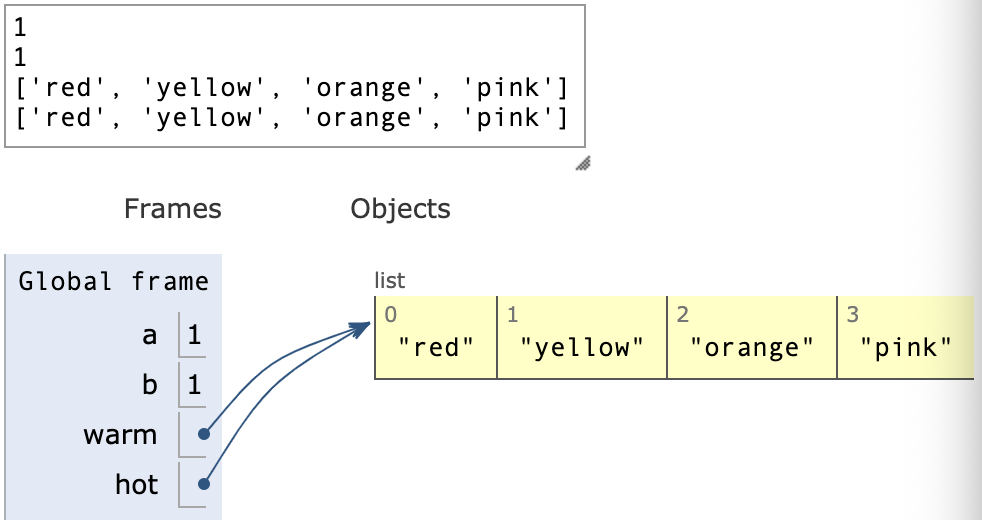 1
1
['red', 'yellow', 'orange', 'pink']
['red', 'yellow', 'orange', 'pink']
Frames Objects
Global frame
a 1
b 1
warm
hot
list
0 1 2 3
"red" "yellow" "orange" "pink"